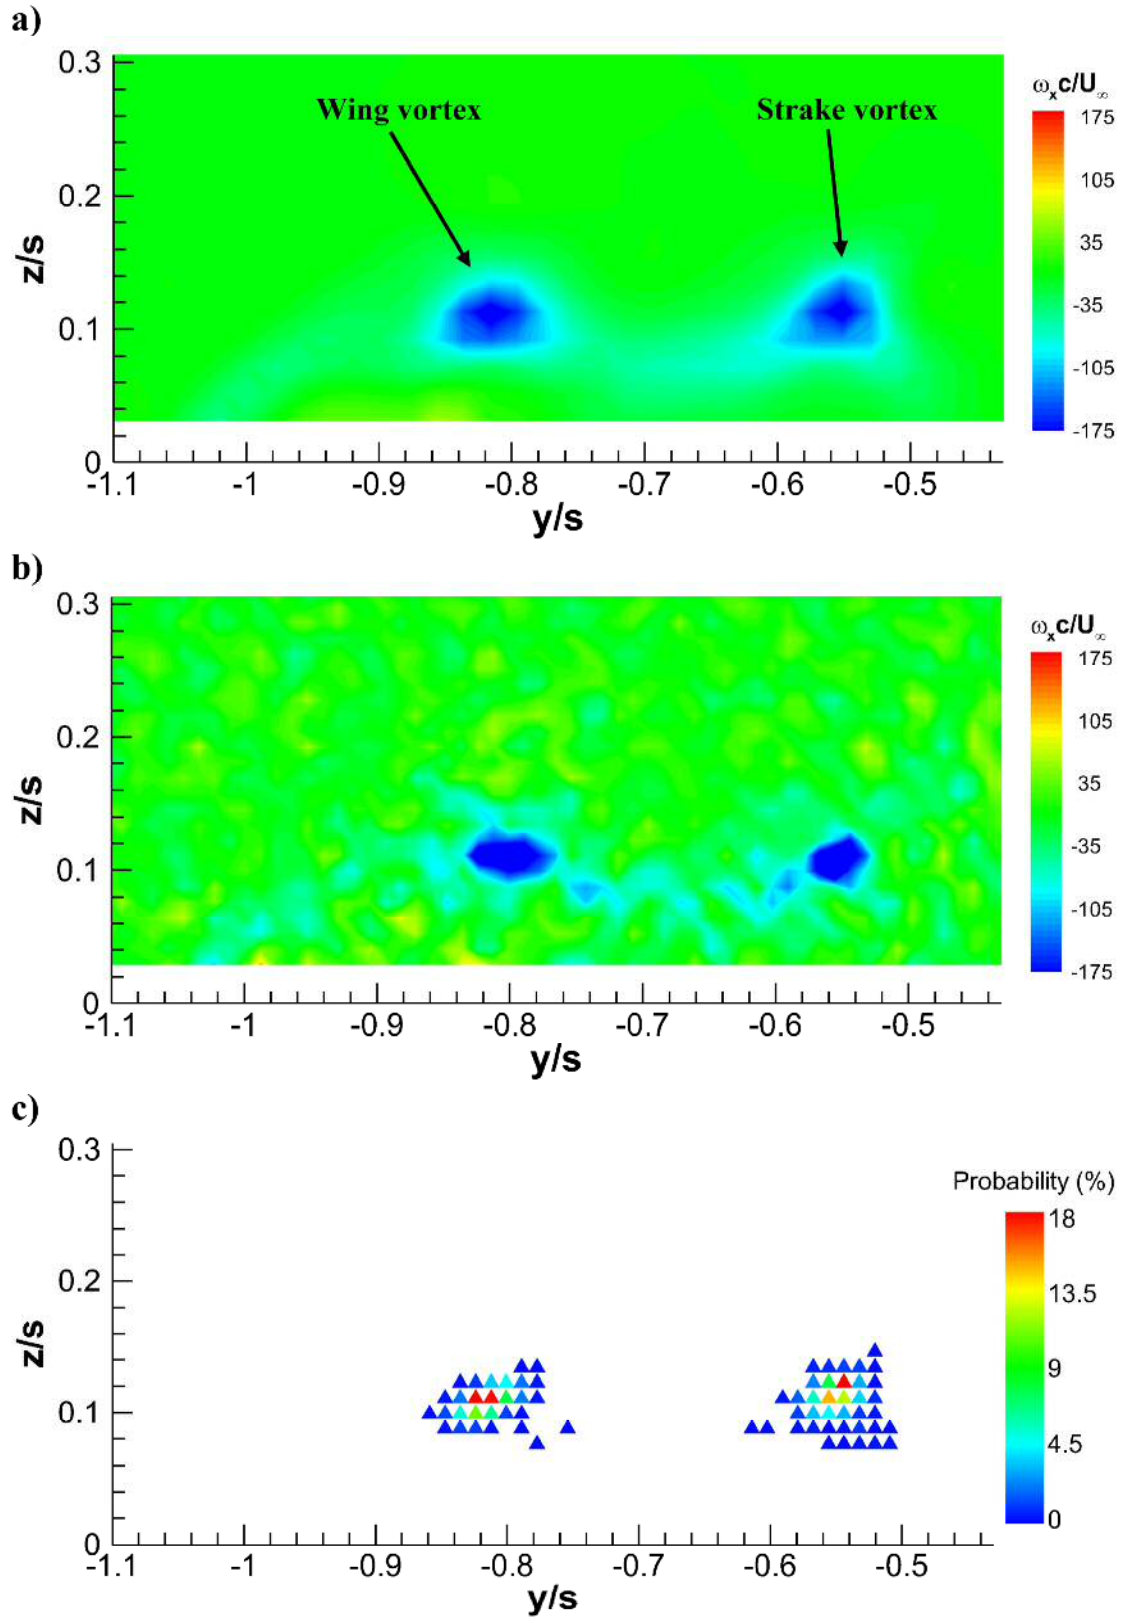 a)
ωₓc/U∞
Wing vortex Strake vortex
0.3
0.2
0.1
0
z/s
175
105
35
-35
-105
-175
-1.1 -1 -0.9 -0.8 -0.7 -0.6 -0.5
y/s
b)
ωₓc/U∞
0.3
0.2
0.1
0
z/s
175
105
35
-35
-105
-175
-1.1 -1 -0.9 -0.8 -0.7 -0.6 -0.5
y/s
c)
0.3
0.2
0.1
0
z/s
Probability (%)
18
13.5
9
4.5
0
-1.1 -1 -0.9 -0.8 -0.7 -0.6 -0.5
y/s